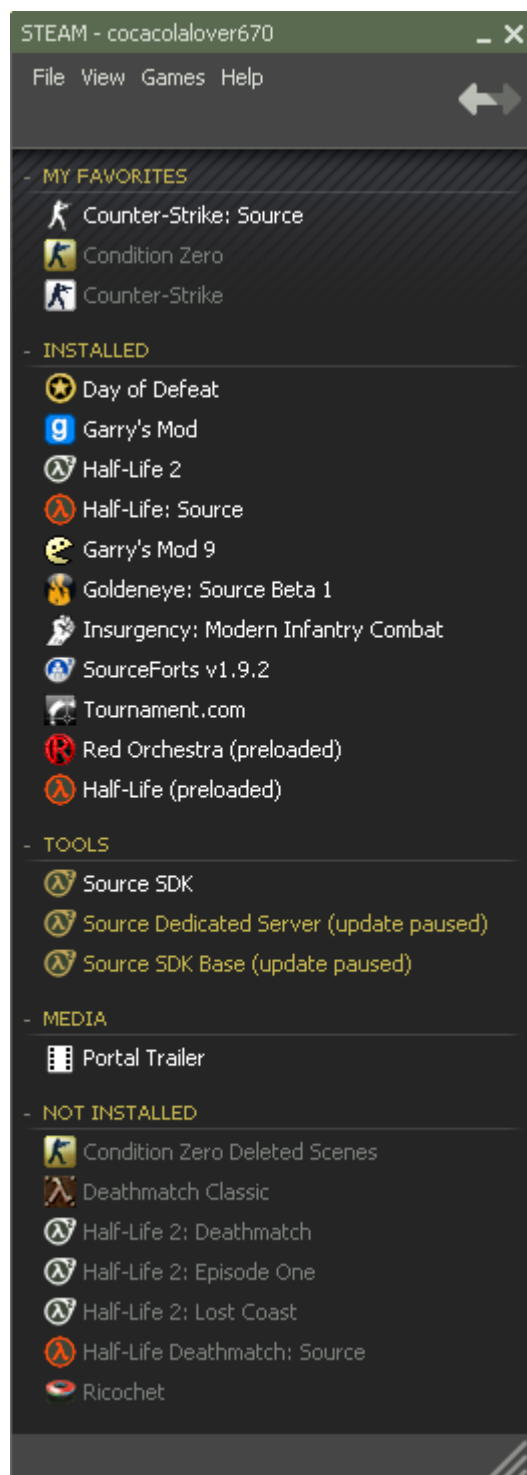 STEAM - cocacolalover670
File View Games Help
- MY FAVORITES
Counter-Strike: Source
Condition Zero
Counter-Strike
- INSTALLED
Day of Defeat
Garry's Mod
Half-Life 2
Half-Life: Source
Garry's Mod 9
Goldeneye: Source Beta 1
Insurgency: Modern Infantry Combat
SourceForts v1.9.2
Tournament.com
Red Orchestra (preloaded)
Half-Life (preloaded)
- TOOLS
Source SDK
Source Dedicated Server (update paused)
Source SDK Base (update paused)
- MEDIA
Portal Trailer
- NOT INSTALLED
Condition Zero Deleted Scenes
Deathmatch Classic
Half-Life 2: Deathmatch
Half-Life 2: Episode One
Half-Life 2: Lost Coast
Half-Life Deathmatch: Source
Ricochet